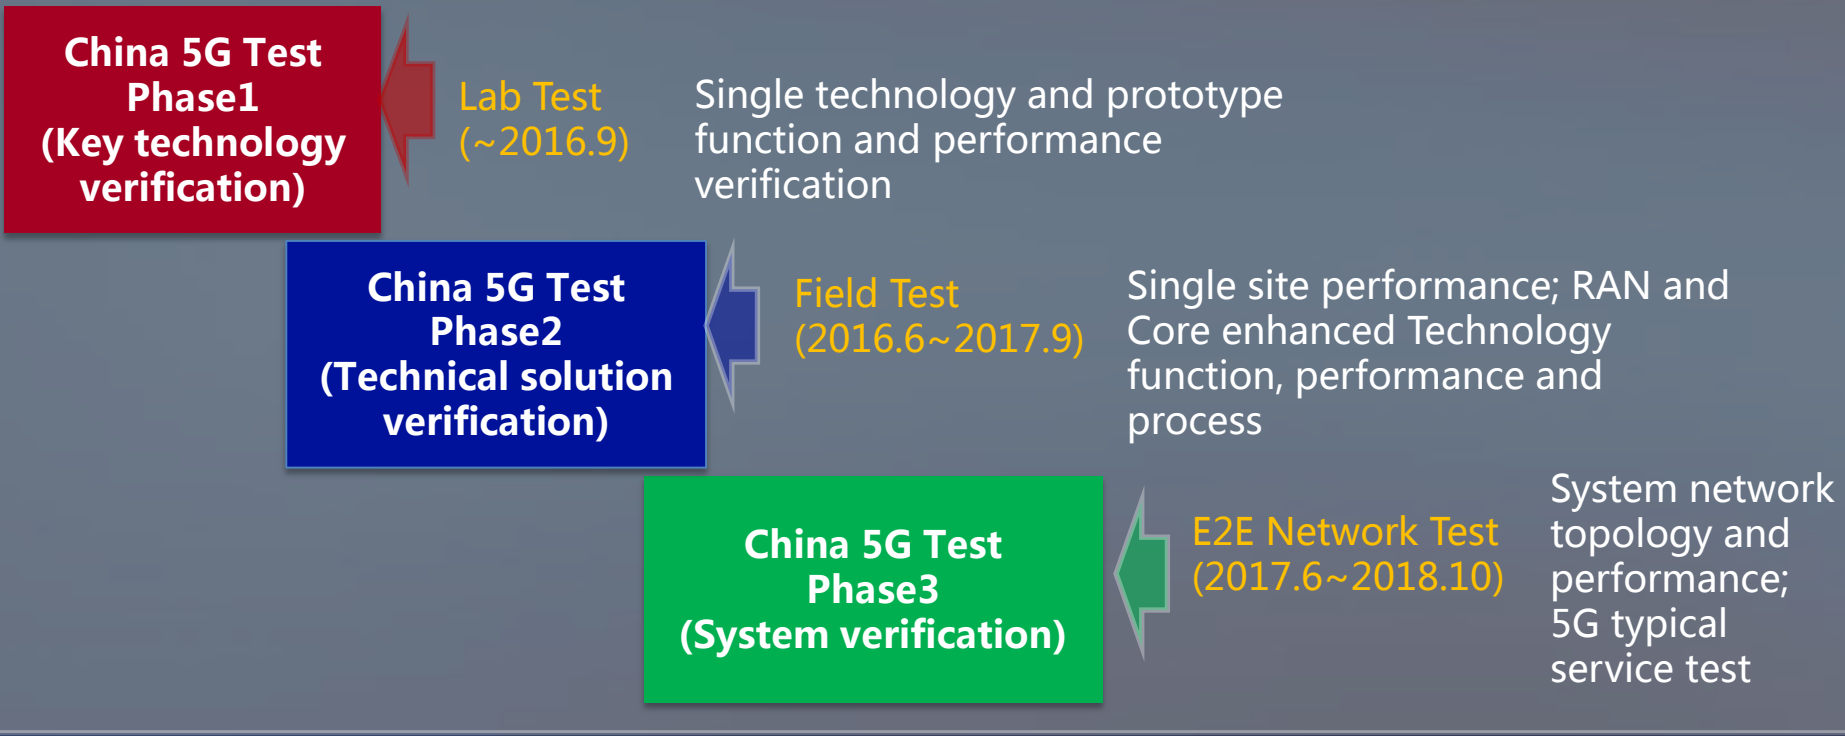 China 5G Test
Phase1
(Key technology
verification)
Lab Test
(~2016.9)
Single technology and prototype
function and performance
verification
China 5G Test
Phase2
(Technical solution
verification)
Field Test
(2016.6~2017.9)
Single site performance; RAN and
Core enhanced Technology
function, performance and
process
China 5G Test
Phase3
(System verification)
E2E Network Test
(2017.6~2018.10)
System network
topology and
performance;
5G typical
service test